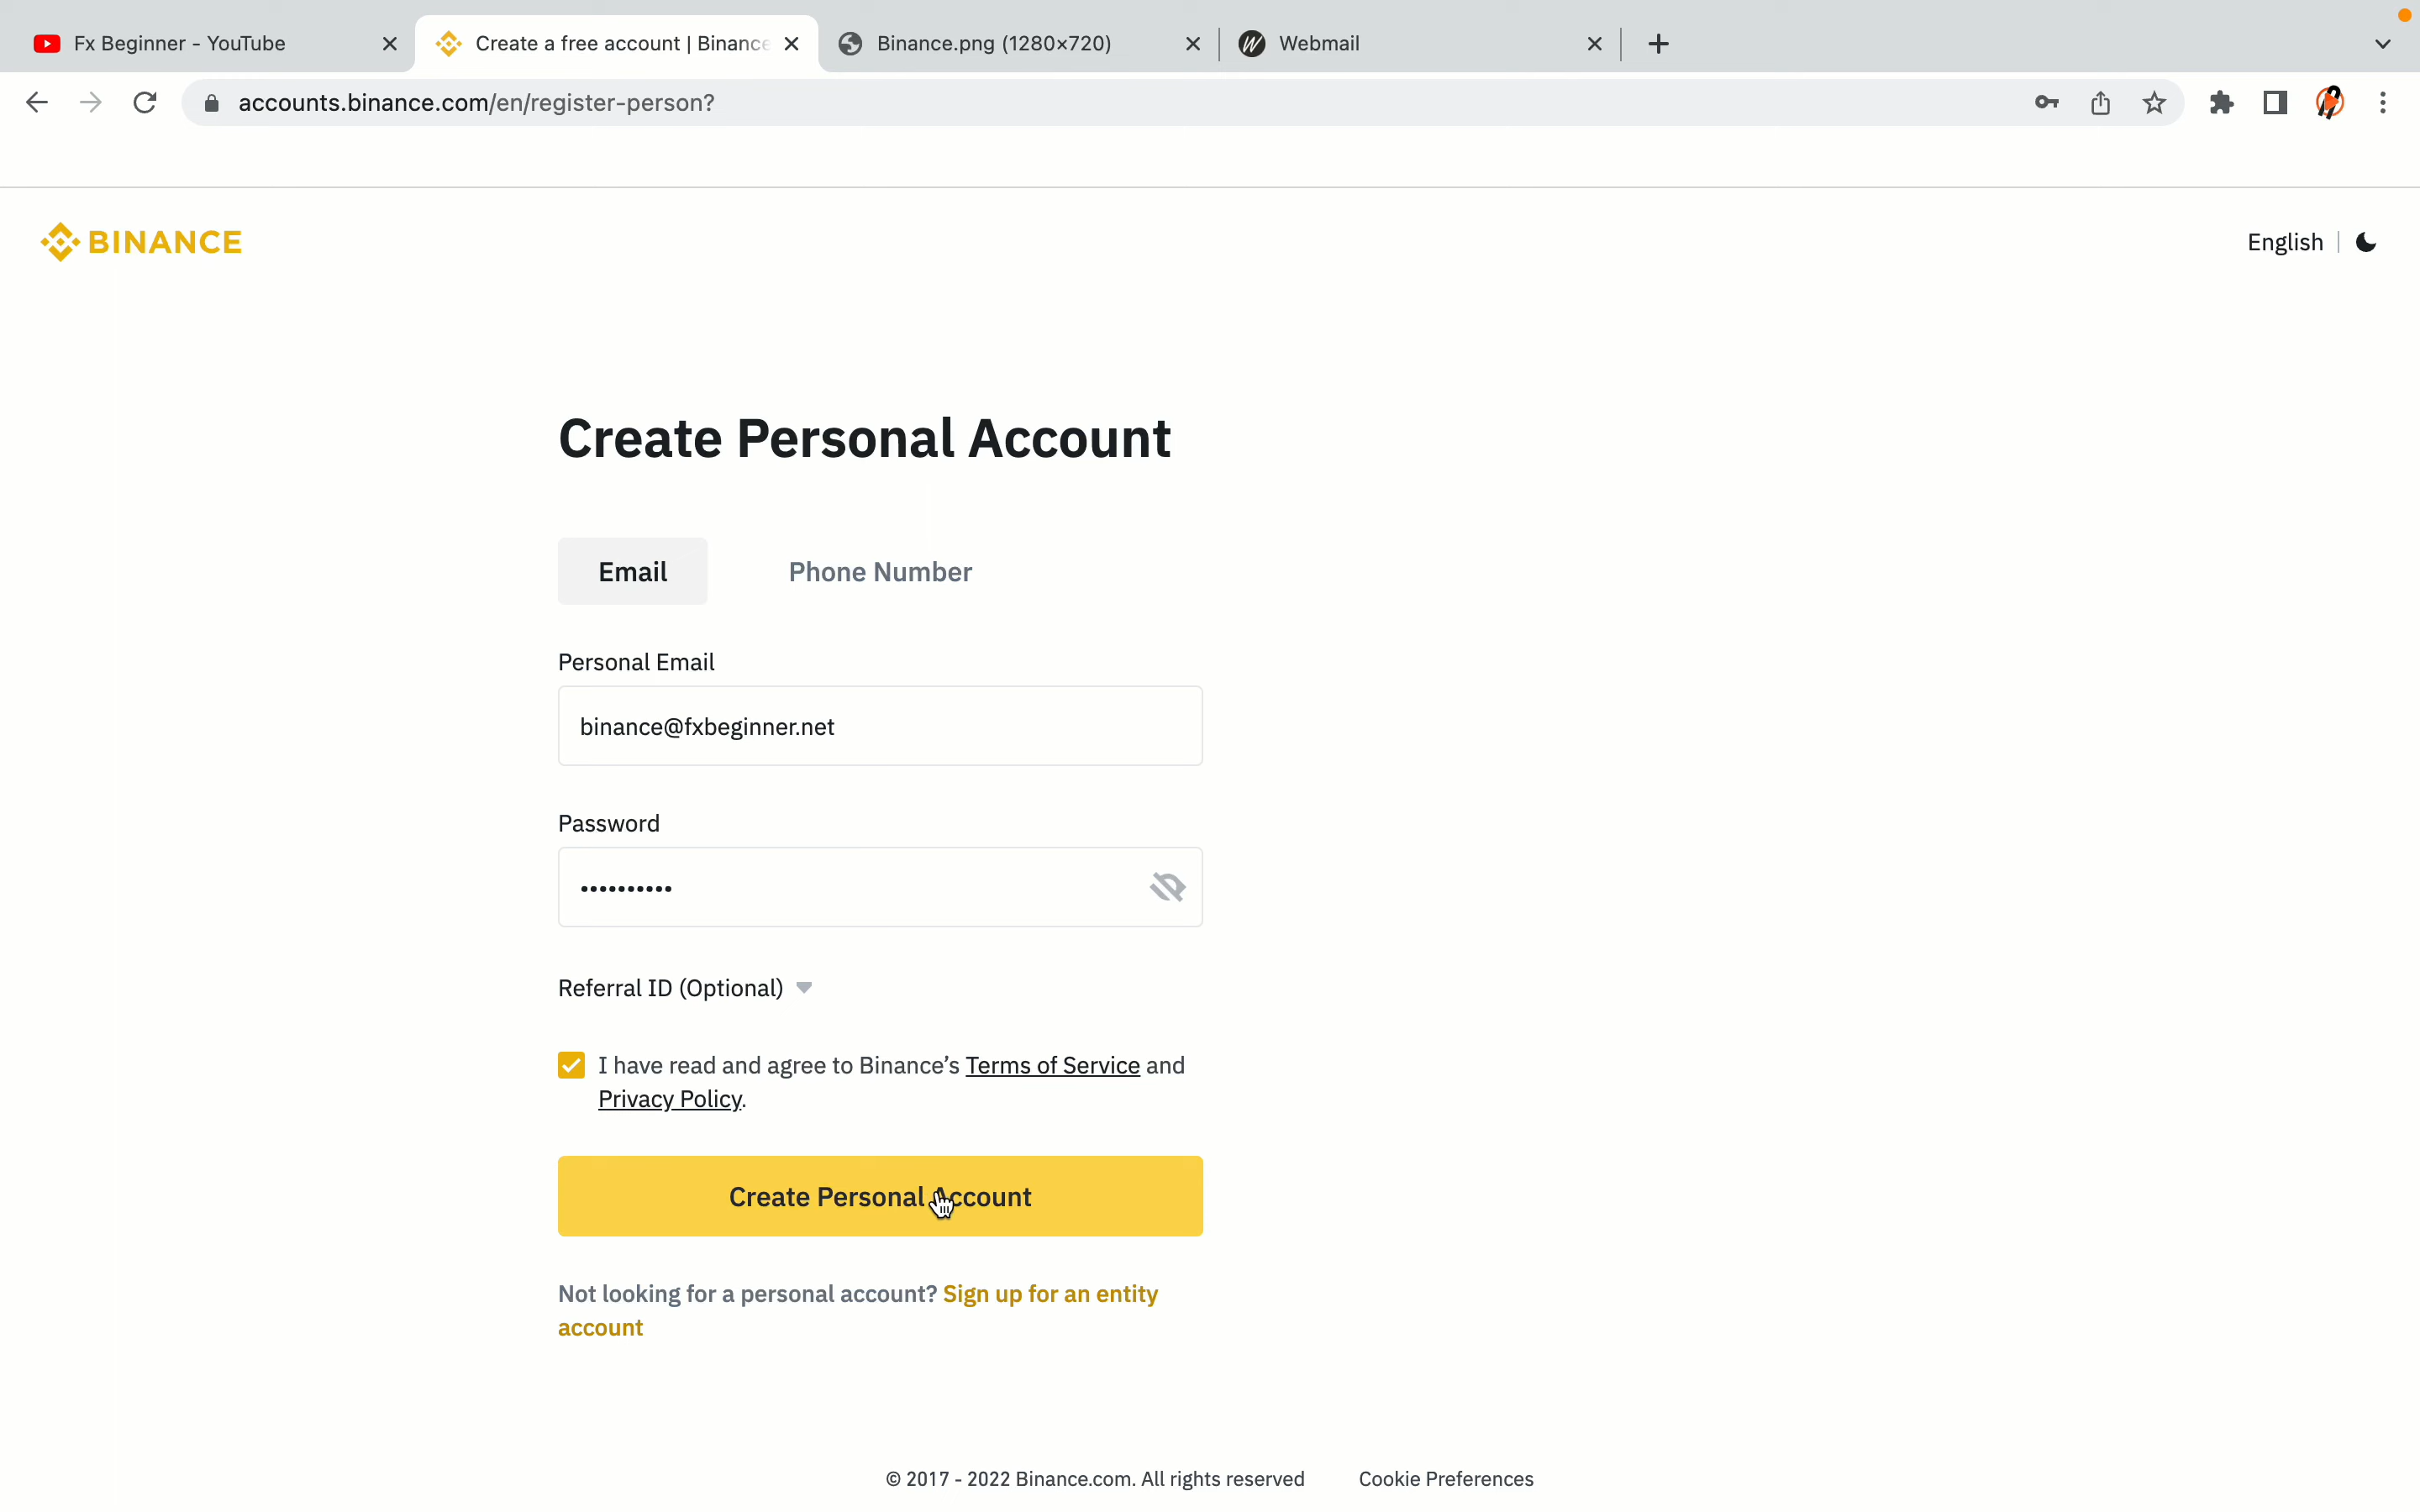 Fx Beginner - YouTube
Create a free account | Binance
Binance.png (1280×720)
Webmail
accounts.binance.com/en/register-person?
BINANCE
English
Create Personal Account
Email
Phone Number
Personal Email
binance@fxbeginner.net
Password
••••••••••
Referral ID (Optional)
I have read and agree to Binance’s Terms of Service and
Privacy Policy.
Create Personal Account
Not looking for a personal account? Sign up for an entity
account
© 2017 - 2022 Binance.com. All rights reserved
Cookie Preferences